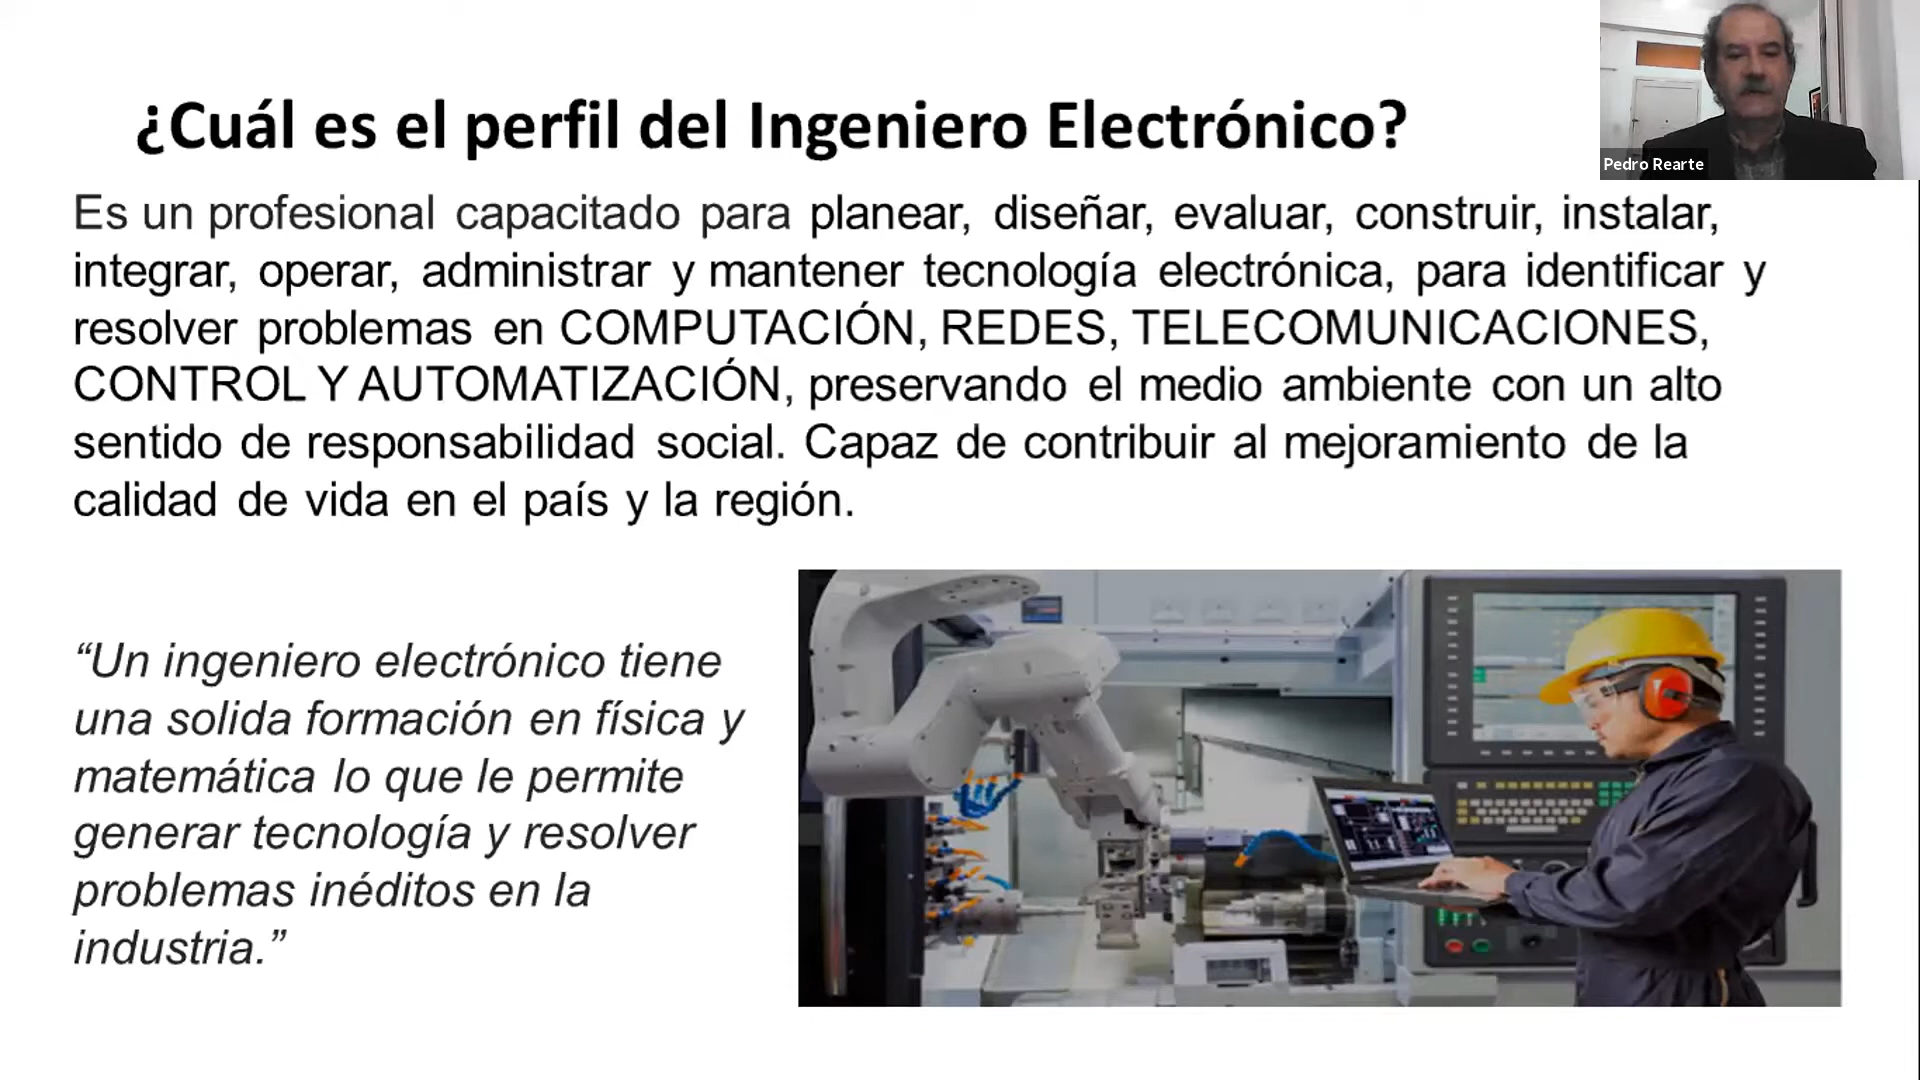 ¿Cuál es el perfil del Ingeniero Electrónico?
Pedro Rearte
Es un profesional capacitado para planear, diseñar, evaluar, construir, instalar,
integrar, operar, administrar y mantener tecnología electrónica, para identificar y
resolver problemas en COMPUTACIÓN, REDES, TELECOMUNICACIONES,
CONTROL Y AUTOMATIZACIÓN, preservando el medio ambiente con un alto
sentido de responsabilidad social. Capaz de contribuir al mejoramiento de la
calidad de vida en el país y la región.
“Un ingeniero electrónico tiene
una solida formación en física y
matemática lo que le permite
generar tecnología y resolver
problemas inéditos en la
industria.”